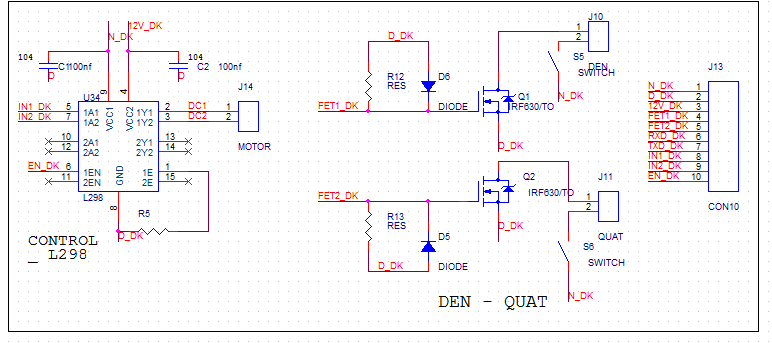 N_DK
12V_DK
104
C1
100nf
D
104
C2 100nf
D
U34
9
4
VCC1
VCC2
IN1_DK 5 1A1 1Y1 2 DC1 1
IN2_DK 7 1A2 1Y2 3 DC2 2
J14
MOTOR
10 2A1 2Y1 13
12 2A2 2Y2 14
EN_DK 6 1EN 1E 1
11 2EN 2E 15
GND
L298
8
R5
D_DK
CONTROL
_ L298
D_DK
R12
RES
D6
DIODE
FET1_DK
Q1
IRF630/TO
D_DK
J10
1
2
DEN
S5
SWITCH
N_DK
FET2_DK
R13
RES
D5
DIODE
D_DK
Q2
IRF630/TO
J11
1
2
QUAT
S6
SWITCH
N_DK
DEN - QUAT
J13
N_DK 1
D_DK 2
12V_DK 3
FET1_DK 4
FET2_DK 5
RXD_DK 6
TXD_DK 7
IN1_DK 8
IN2_DK 9
EN_DK 10
CON10